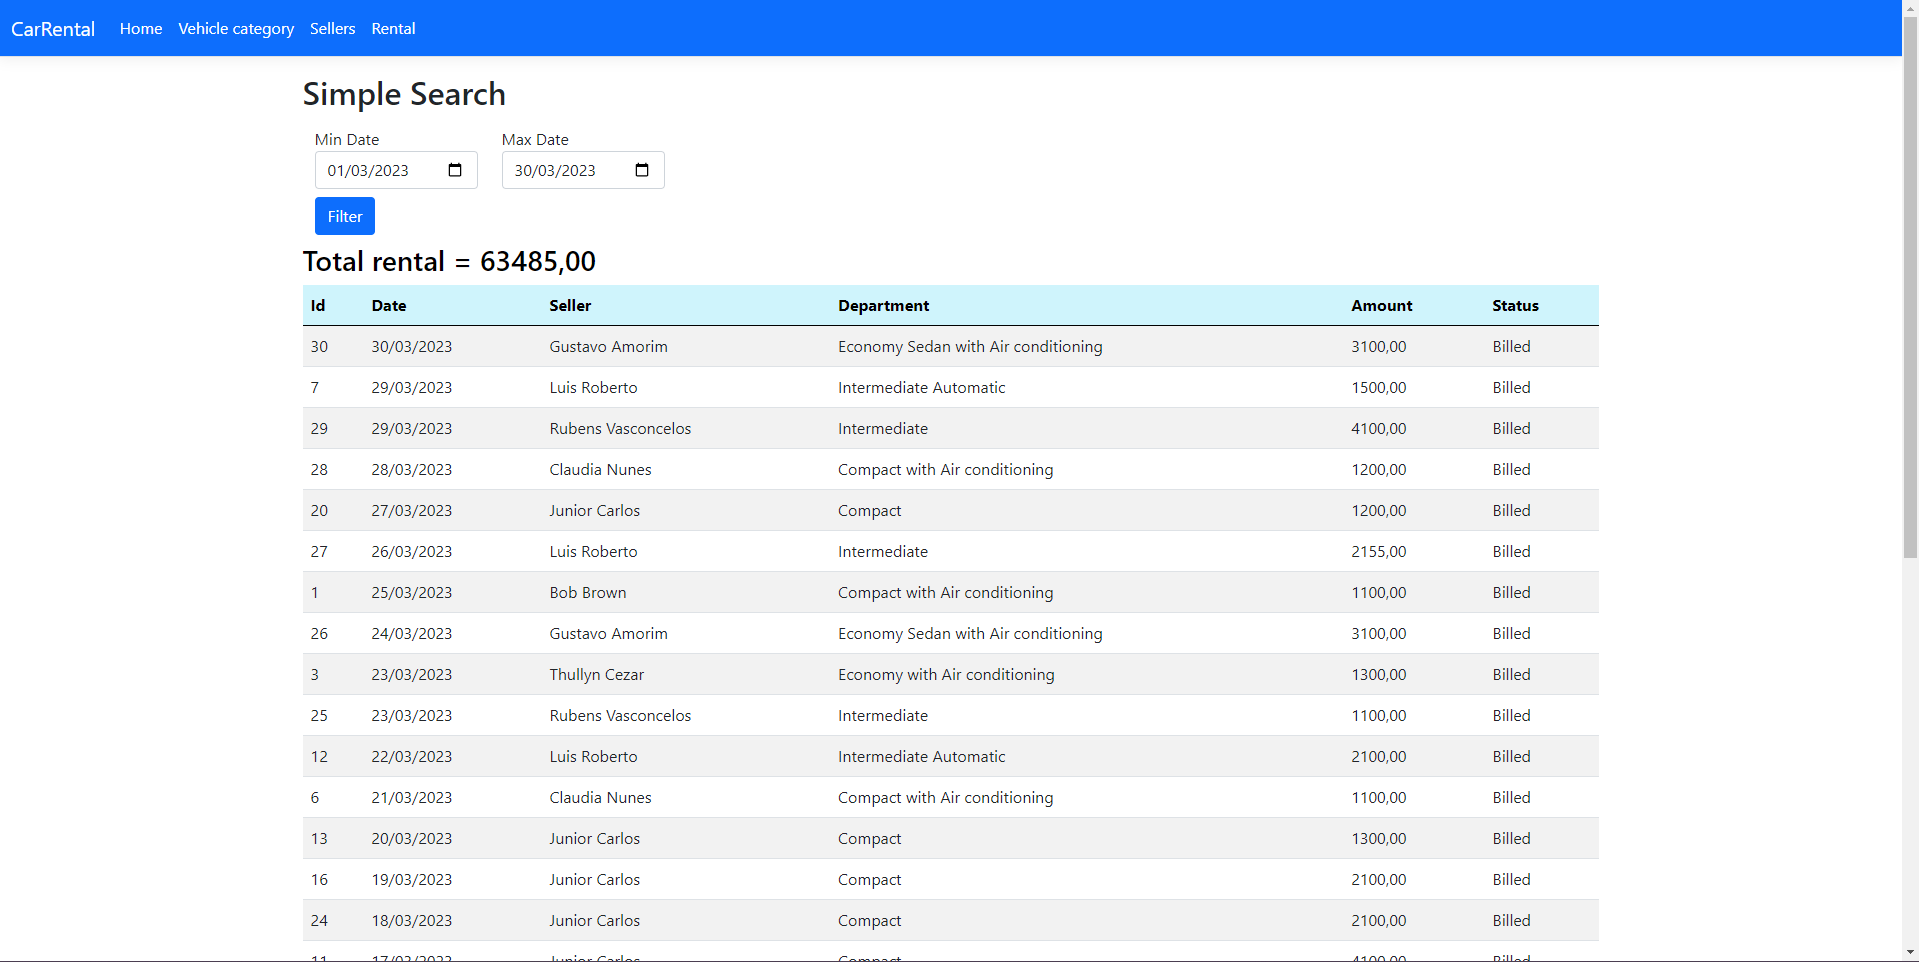 CarRental Home Vehicle category Sellers Rental
Simple Search
Min Date Max Date
01/03/2023 30/03/2023
Filter
Total rental = 63485,00
Id Date Seller Department Amount Status
30 30/03/2023 Gustavo Amorim Economy Sedan with Air conditioning 3100,00 Billed
7 29/03/2023 Luis Roberto Intermediate Automatic 1500,00 Billed
29 29/03/2023 Rubens Vasconcelos Intermediate 4100,00 Billed
28 28/03/2023 Claudia Nunes Compact with Air conditioning 1200,00 Billed
20 27/03/2023 Junior Carlos Compact 1200,00 Billed
27 26/03/2023 Luis Roberto Intermediate 2155,00 Billed
1 25/03/2023 Bob Brown Compact with Air conditioning 1100,00 Billed
26 24/03/2023 Gustavo Amorim Economy Sedan with Air conditioning 3100,00 Billed
3 23/03/2023 Thullyn Cezar Economy with Air conditioning 1300,00 Billed
25 23/03/2023 Rubens Vasconcelos Intermediate 1100,00 Billed
12 22/03/2023 Luis Roberto Intermediate Automatic 2100,00 Billed
6 21/03/2023 Claudia Nunes Compact with Air conditioning 1100,00 Billed
13 20/03/2023 Junior Carlos Compact 1300,00 Billed
16 19/03/2023 Junior Carlos Compact 2100,00 Billed
24 18/03/2023 Junior Carlos Compact 2100,00 Billed
11 17/03/2023 Junior Carlos Compact 4100,00 Billed